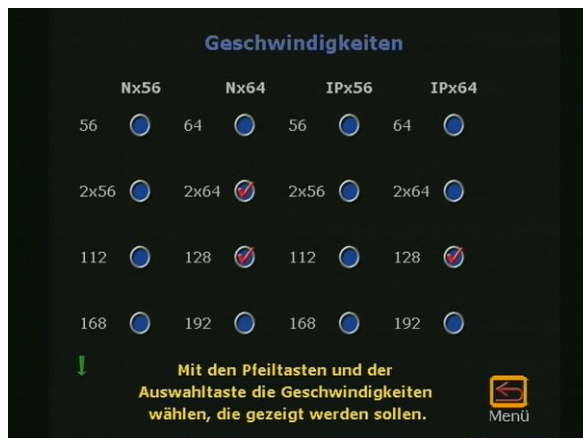 Geschwindigkeiten
Nx56 Nx64 IPx56 IPx64
56 64 56 64
2x56 2x64 2x56 2x64
112 128 112 128
168 192 168 192
Mit den Pfeiltasten und der
Auswahltaste die Geschwindigkeiten
wählen, die gezeigt werden sollen.
Menü